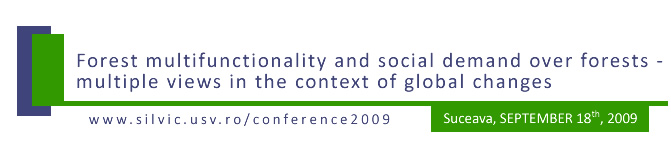 Forest multifunctionality and social demand over forests -
multiple views in the context of global changes
www.silvic.usv.ro/conference2009
Suceava, SEPTEMBER 18th, 2009